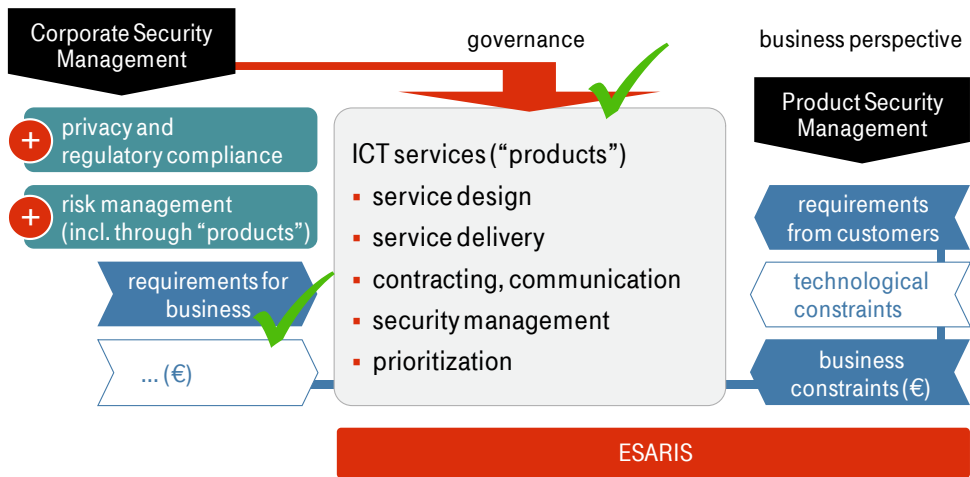 Corporate Security
Management
governance
business perspective
+ privacy and
regulatory compliance
+ risk management
(incl. through “products”)
requirements for
business
... (€)
ICT services (“products”)
▪ service design
▪ service delivery
▪ contracting, communication
▪ security management
▪ prioritization
Product Security
Management
requirements
from customers
technological
constraints
business
constraints (€)
ESARIS